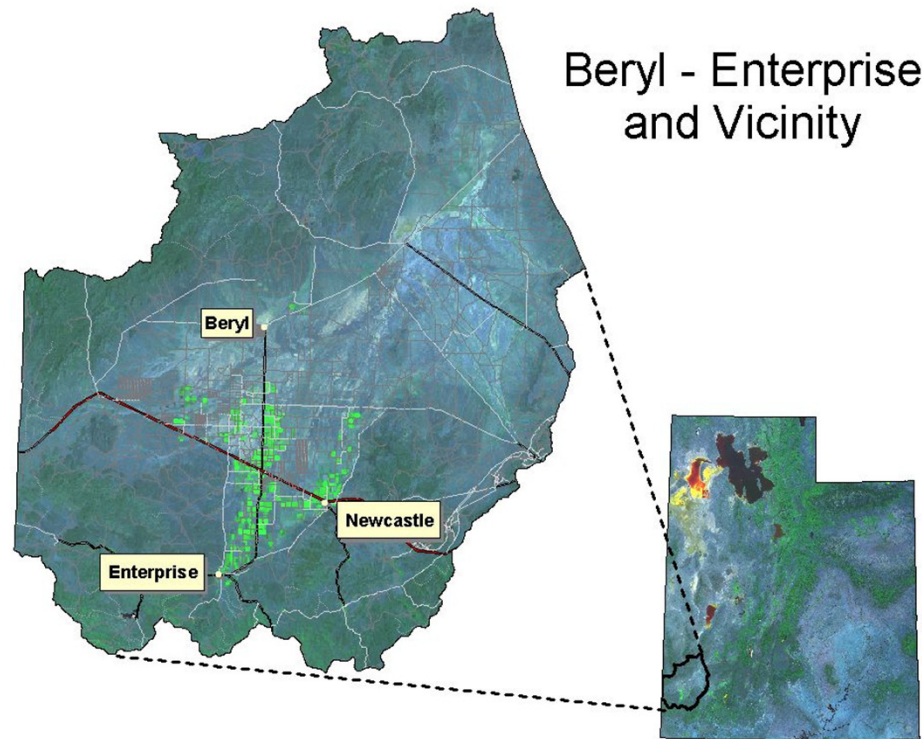 Beryl - Enterprise
and Vicinity
Beryl
Newcastle
Enterprise